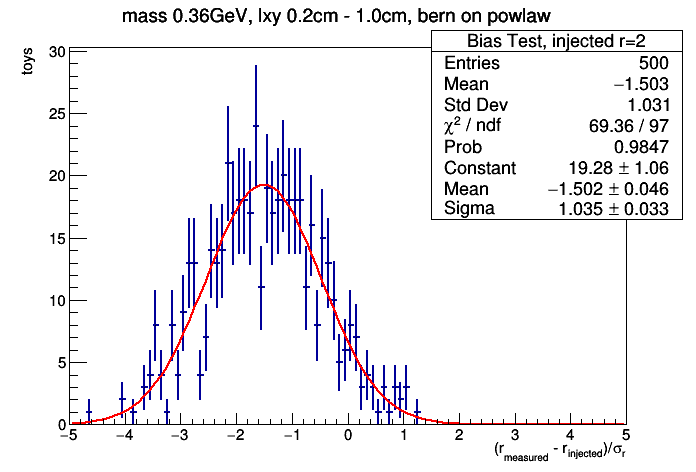 mass 0.36GeV, lxy 0.2cm - 1.0cm, bern on powlaw
Bias Test, injected r=2
Entries 500
Mean −1.503
Std Dev 1.031
χ² / ndf 69.36 / 97
Prob 0.9847
Constant 19.28 ± 1.06
Mean −1.502 ± 0.046
Sigma 1.035 ± 0.033
toys
30
25
20
15
10
5
0
−5 −4 −3 −2 −1 0 1 2 3 4 5
(r_measured - r_injected)/σ_r